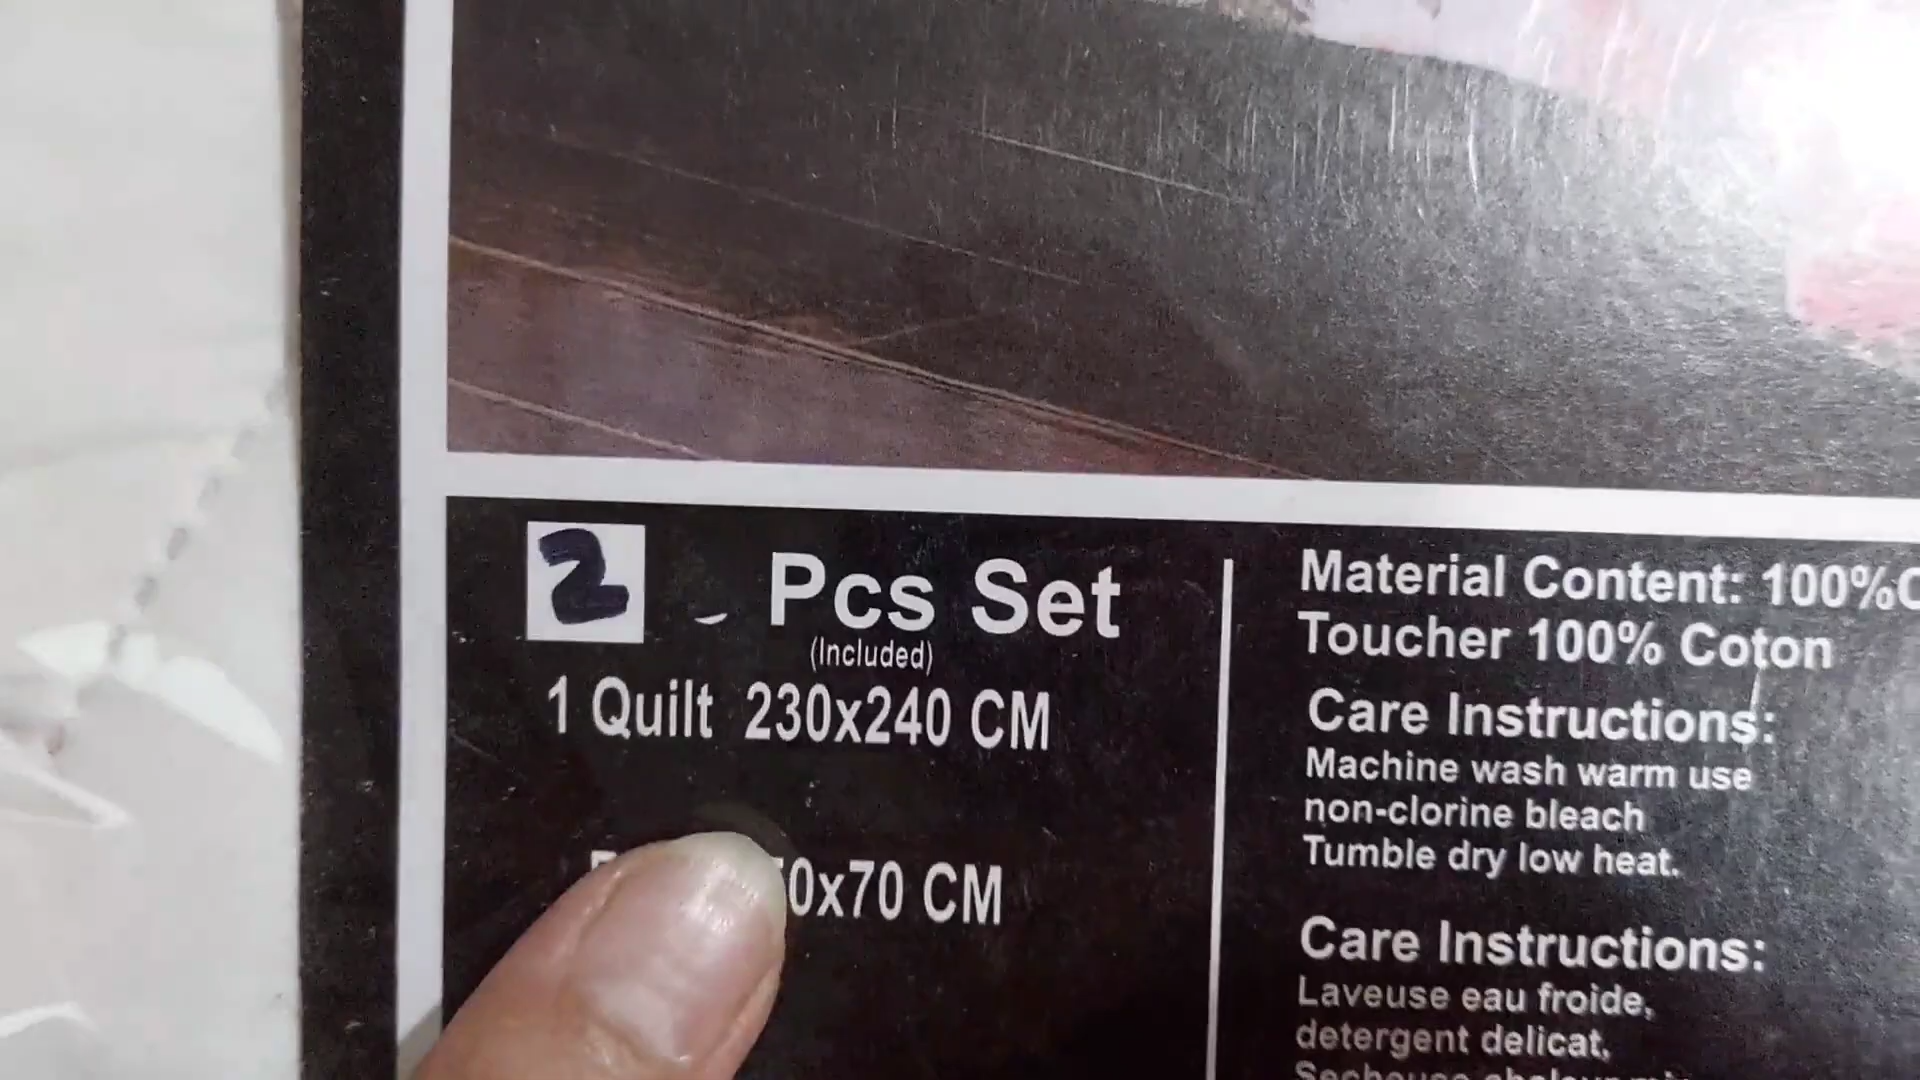 2 Pcs Set
(Included)
1 Quilt 230x240 CM
0x70 CM
Material Content: 100%
Toucher 100% Coton
Care Instructions:
Machine wash warm use
non-clorine bleach
Tumble dry low heat.
Care Instructions:
Laveuse eau froide,
detergent delicat,